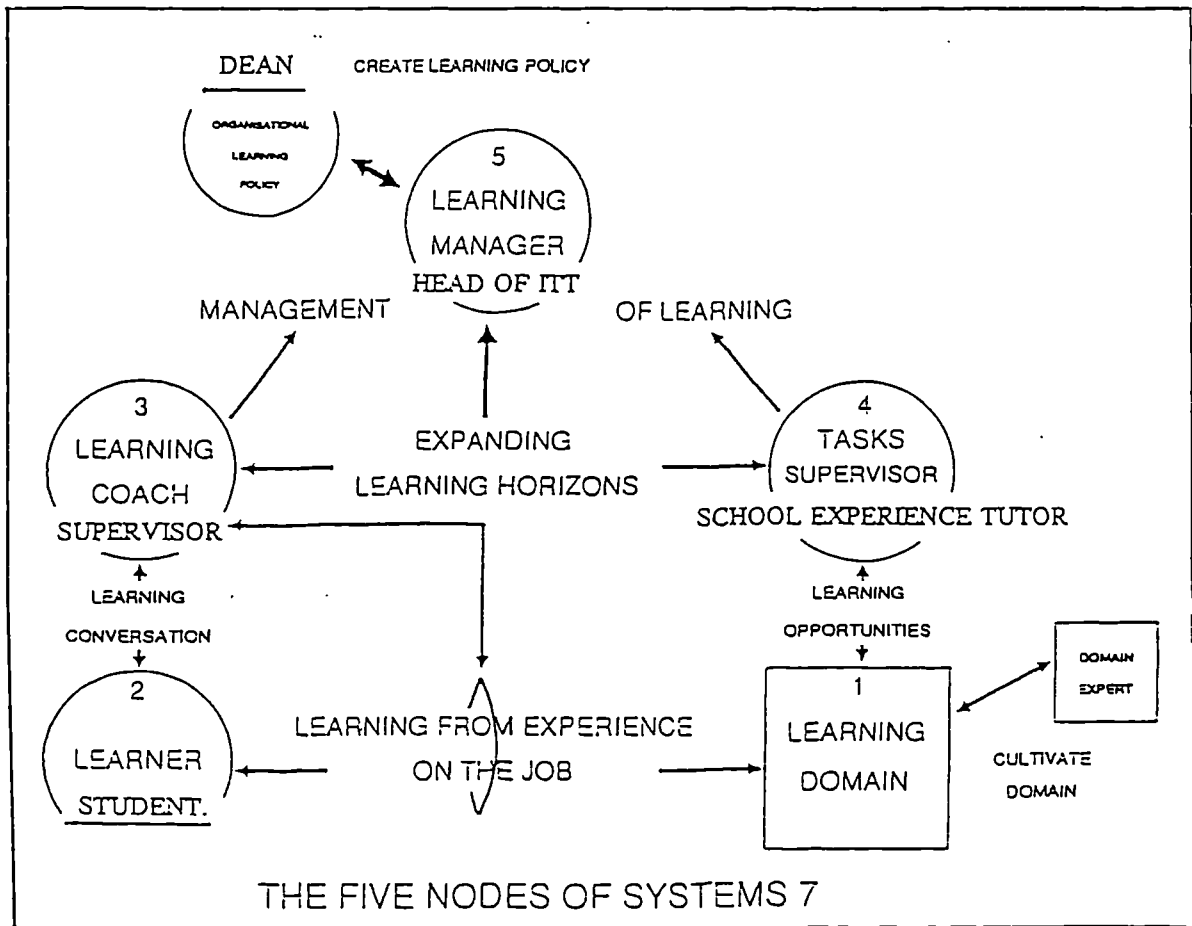 DEAN
CREATE LEARNING POLICY
ORGANISATIONAL
LEARNING
POLICY
5
LEARNING
MANAGER
HEAD OF ITT
MANAGEMENT
OF LEARNING
3
LEARNING
COACH
SUPERVISOR
EXPANDING
LEARNING HORIZONS
4
TASKS
SUPERVISOR
SCHOOL EXPERIENCE TUTOR
LEARNING
CONVERSATION
LEARNING
OPPORTUNITIES
2
LEARNER
STUDENT.
LEARNING FROM EXPERIENCE
ON THE JOB
1
LEARNING
DOMAIN
DOMAIN
EXPERT
CULTIVATE
DOMAIN
THE FIVE NODES OF SYSTEMS 7